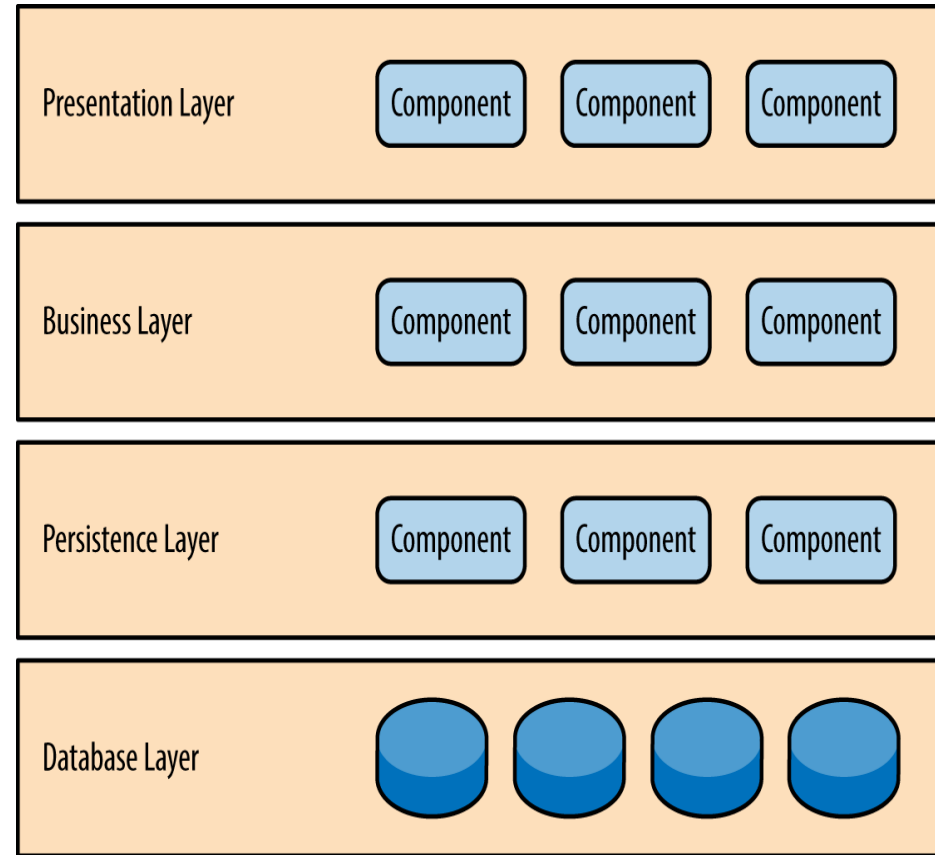 Presentation Layer Component Component Component
Business Layer Component Component Component
Persistence Layer Component Component Component
Database Layer